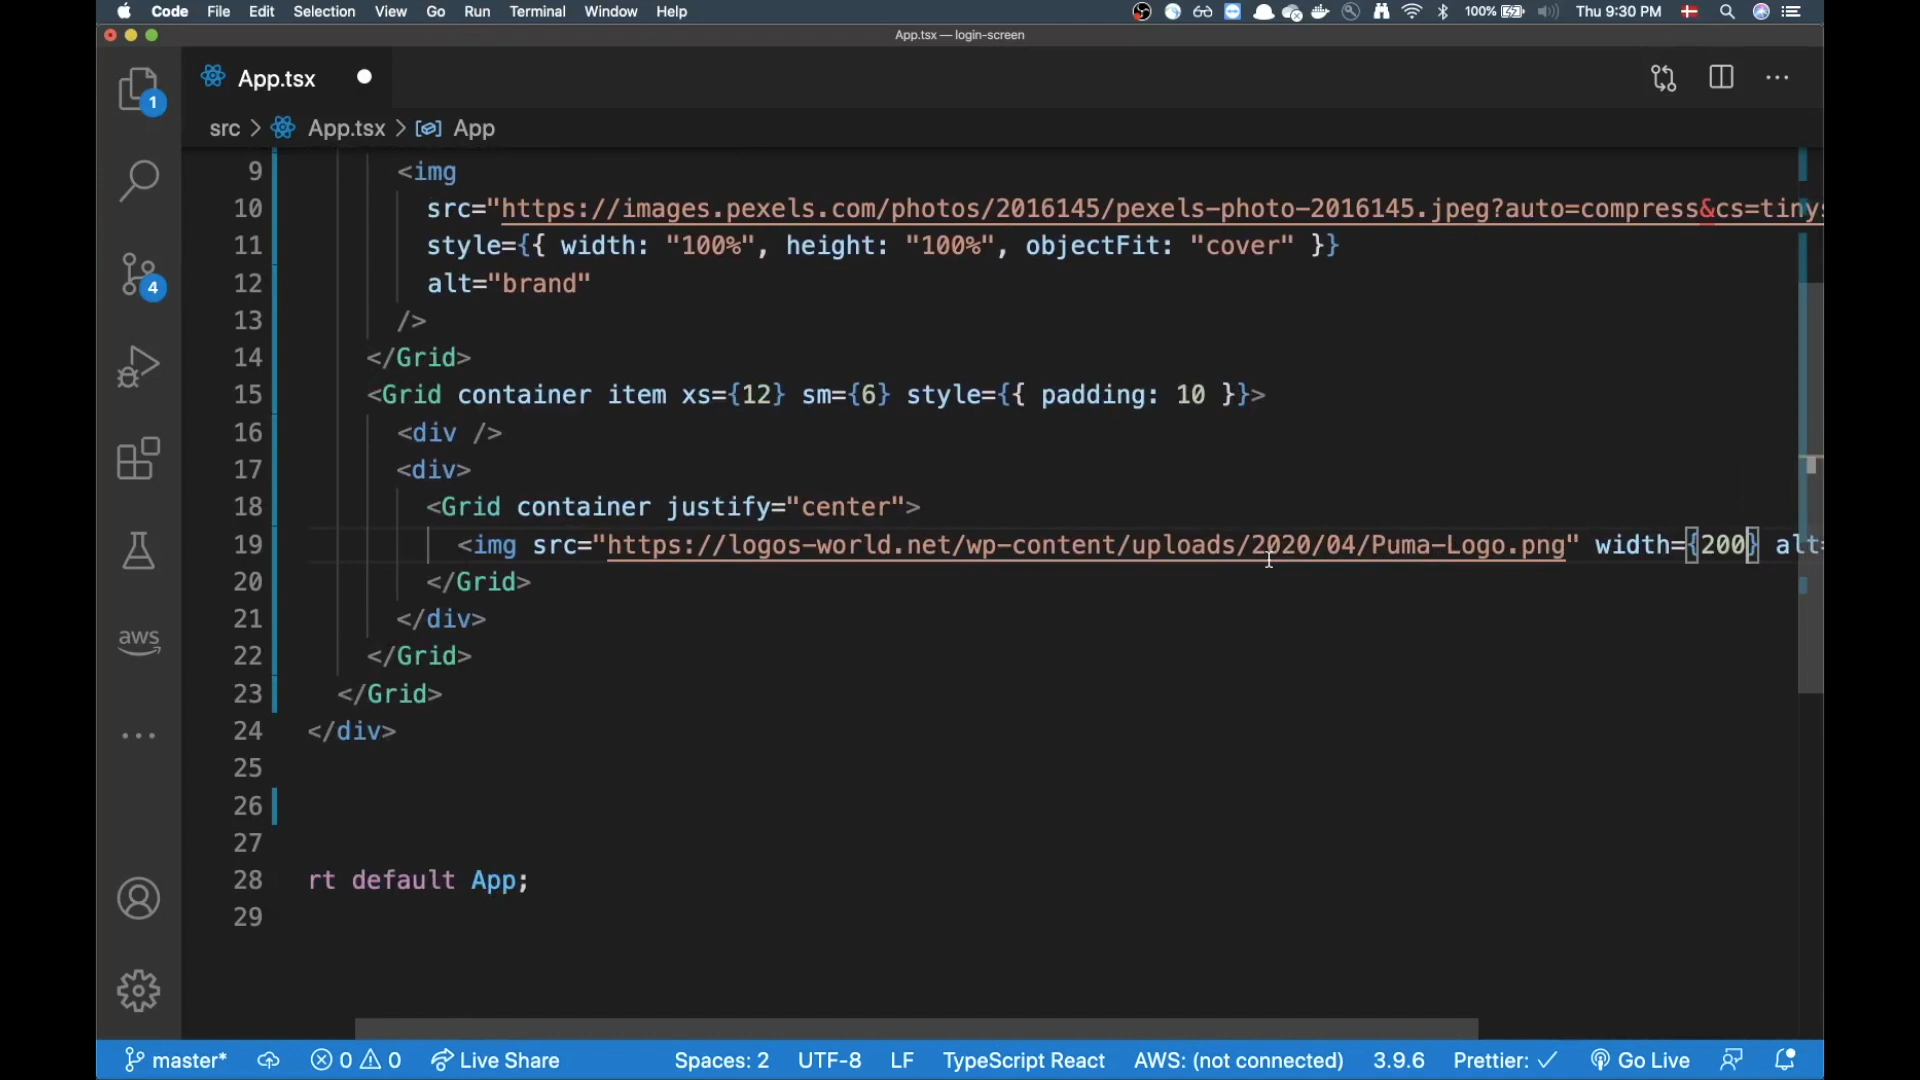 Code File Edit Selection View Go Run Terminal Window Help 100% Thu 9:30 PM
App.tsx — login-screen
App.tsx
src > App.tsx > App
1
4
aws
9 <img
10 src="https://images.pexels.com/photos/2016145/pexels-photo-2016145.jpeg?auto=compress&cs=tinys
11 style={{ width: "100%", height: "100%", objectFit: "cover" }}
12 alt="brand"
13 />
14 </Grid>
15 <Grid container item xs={12} sm={6} style={{ padding: 10 }}>
16 <div />
17 <div>
18 <Grid container justify="center">
19 <img src="https://logos-world.net/wp-content/uploads/2020/04/Puma-Logo.png" width={200} alt=
20 </Grid>
21 </div>
22 </Grid>
23 </Grid>
24 </div>
25
26
27
28 rt default App;
29
master* 0 0 Live Share Spaces: 2 UTF-8 LF TypeScript React AWS: (not connected) 3.9.6 Prettier: ✓ Go Live